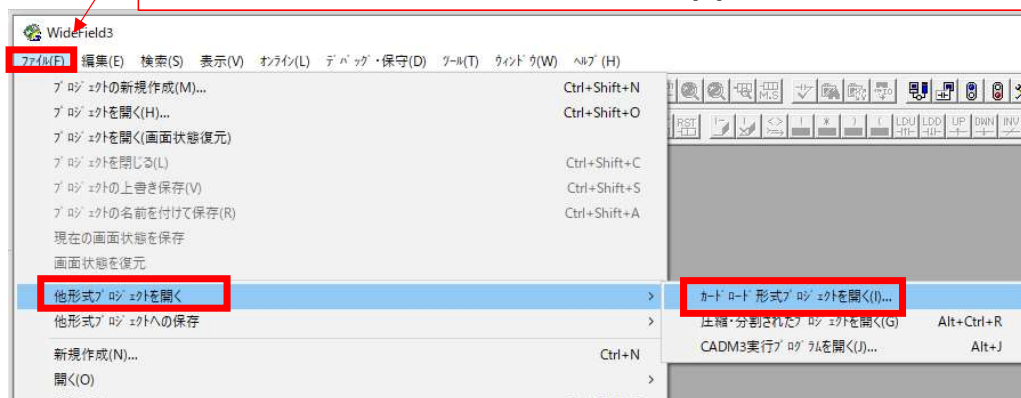 WideField3
ﾌｧｲﾙ(F) 編集(E) 検索(S) 表示(V) ｵﾝﾗｲﾝ(L) ﾃﾞﾊﾞｯｸﾞ・保守(D) ﾂｰﾙ(T) ｳｨﾝﾄﾞｳ(W) ﾍﾙﾌﾟ(H)
ﾌﾟﾛｼﾞｪｸﾄの新規作成(M)... Ctrl+Shift+N
ﾌﾟﾛｼﾞｪｸﾄを開く(H)... Ctrl+Shift+O
ﾌﾟﾛｼﾞｪｸﾄを開く(画面状態復元)
ﾌﾟﾛｼﾞｪｸﾄを閉じる(L) Ctrl+Shift+C
ﾌﾟﾛｼﾞｪｸﾄの上書き保存(V) Ctrl+Shift+S
ﾌﾟﾛｼﾞｪｸﾄの名前を付けて保存(R) Ctrl+Shift+A
現在の画面状態を保存
画面状態を復元
他形式ﾌﾟﾛｼﾞｪｸﾄを開く >
ｶｰﾄﾞﾛｰﾄﾞ形式ﾌﾟﾛｼﾞｪｸﾄを開く(I)...
他形式ﾌﾟﾛｼﾞｪｸﾄへの保存 >
圧縮・分割されたﾌﾟﾛｼﾞｪｸﾄを開く(G) Alt+Ctrl+R
CADM3実行ﾌﾟﾛｸﾞﾗﾑを開く(J)... Alt+J
新規作成(N)... Ctrl+N
開く(O) >
M.S
RST LDU LDD UP DWN INV